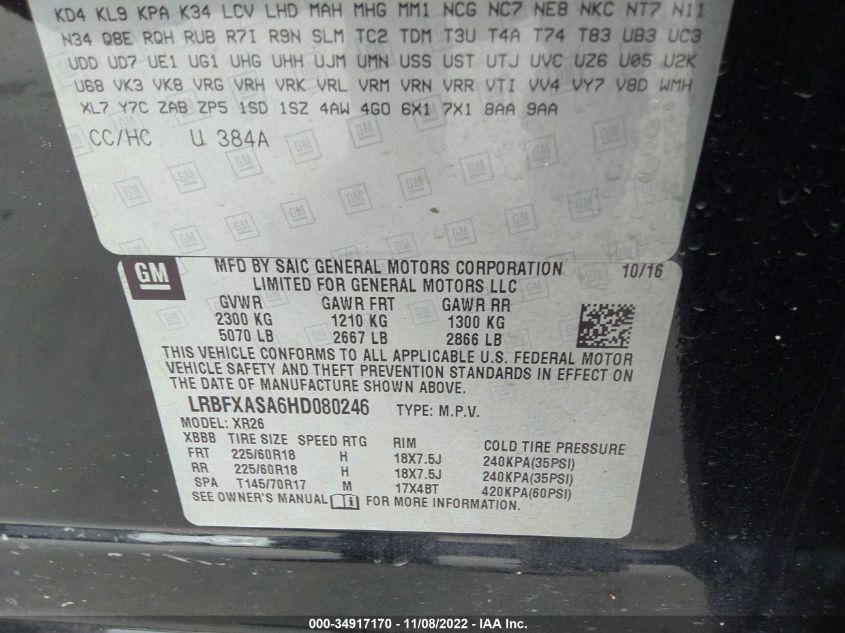 KD4 KL9 KPA K34 LCV LHD MAH MHG MM1 NCG NC7 NE8 NKC NT7 N11
N34 Q8E RQH RUB R7I R9N SLM TC2 TDM T3U T4A T74 T83 UB3 UC3
UDD UD7 UE1 UG1 UHG UHH UJM UMN USS UST UTJ UVC UZ6 U05 U2K
U68 VK3 VK8 VRG VRH VRK VRL VRM VRN VRR VTI VV4 VY7 V8D WMH
XL7 Y7C ZAB ZP5 1SD 1SZ 4AW 4G0 6X1 7X1 8AA 9AA
CC/HC U 384A
GM
MFD BY SAIC GENERAL MOTORS CORPORATION 10/16
LIMITED FOR GENERAL MOTORS LLC
GVWR GAWR FRT GAWR RR
2300 KG 1210 KG 1300 KG
5070 LB 2667 LB 2866 LB
THIS VEHICLE CONFORMS TO ALL APPLICABLE U.S. FEDERAL MOTOR
VEHICLE SAFETY AND THEFT PREVENTION STANDARDS IN EFFECT ON
THE DATE OF MANUFACTURE SHOWN ABOVE.
LRBFXASA6HD080246 TYPE: M.P.V.
MODEL: XR26
XBBB TIRE SIZE SPEED RTG RIM COLD TIRE PRESSURE
FRT 225/60R18 H 18X7.5J 240KPA(35PSI)
RR 225/60R18 H 18X7.5J 240KPA(35PSI)
SPA T145/70R17 M 17X4BT 420KPA(60PSI)
SEE OWNER'S MANUAL FOR MORE INFORMATION.
000-34917170 - 11/08/2022 - IAA Inc.